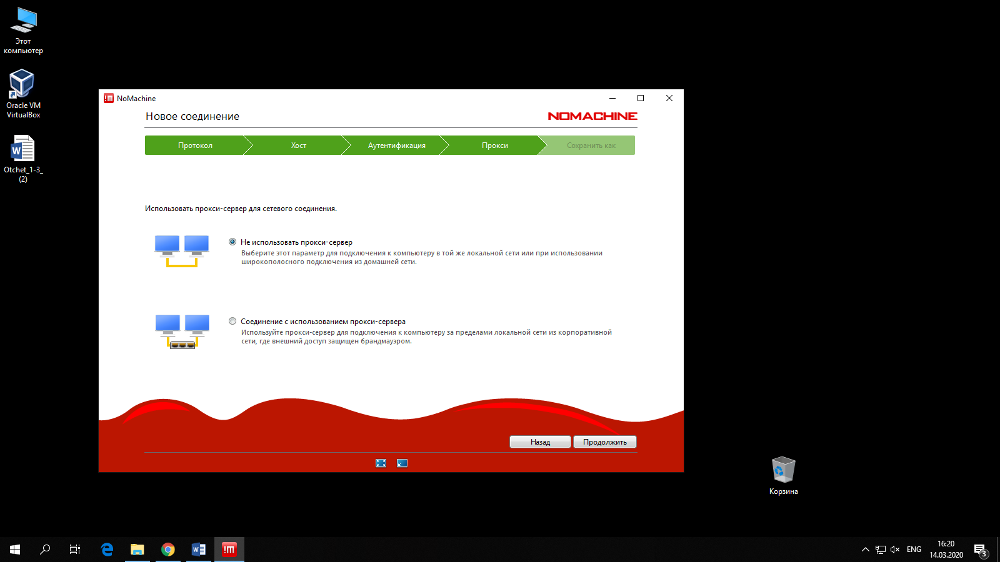 Этот
компьютер
Oracle VM
VirtualBox
Otchet_1-3_
(2)
!M NoMachine
Новое соединение
NOMACHINE
Протокол
Хост
Аутентификация
Прокси
Сохранить как
Использовать прокси-сервер для сетевого соединения.
Не использовать прокси-сервер
Выберите этот параметр для подключения к компьютеру в той же локальной сети или при использовании
широкополосного подключения из домашней сети.
Соединение с использованием прокси-сервера
Используйте прокси-сервер для подключения к компьютеру за пределами локальной сети из корпоративной
сети, где внешний доступ защищен брандмауэром.
Назад
Продолжить
Корзина
!M
ENG
16:20
14.03.2020
3